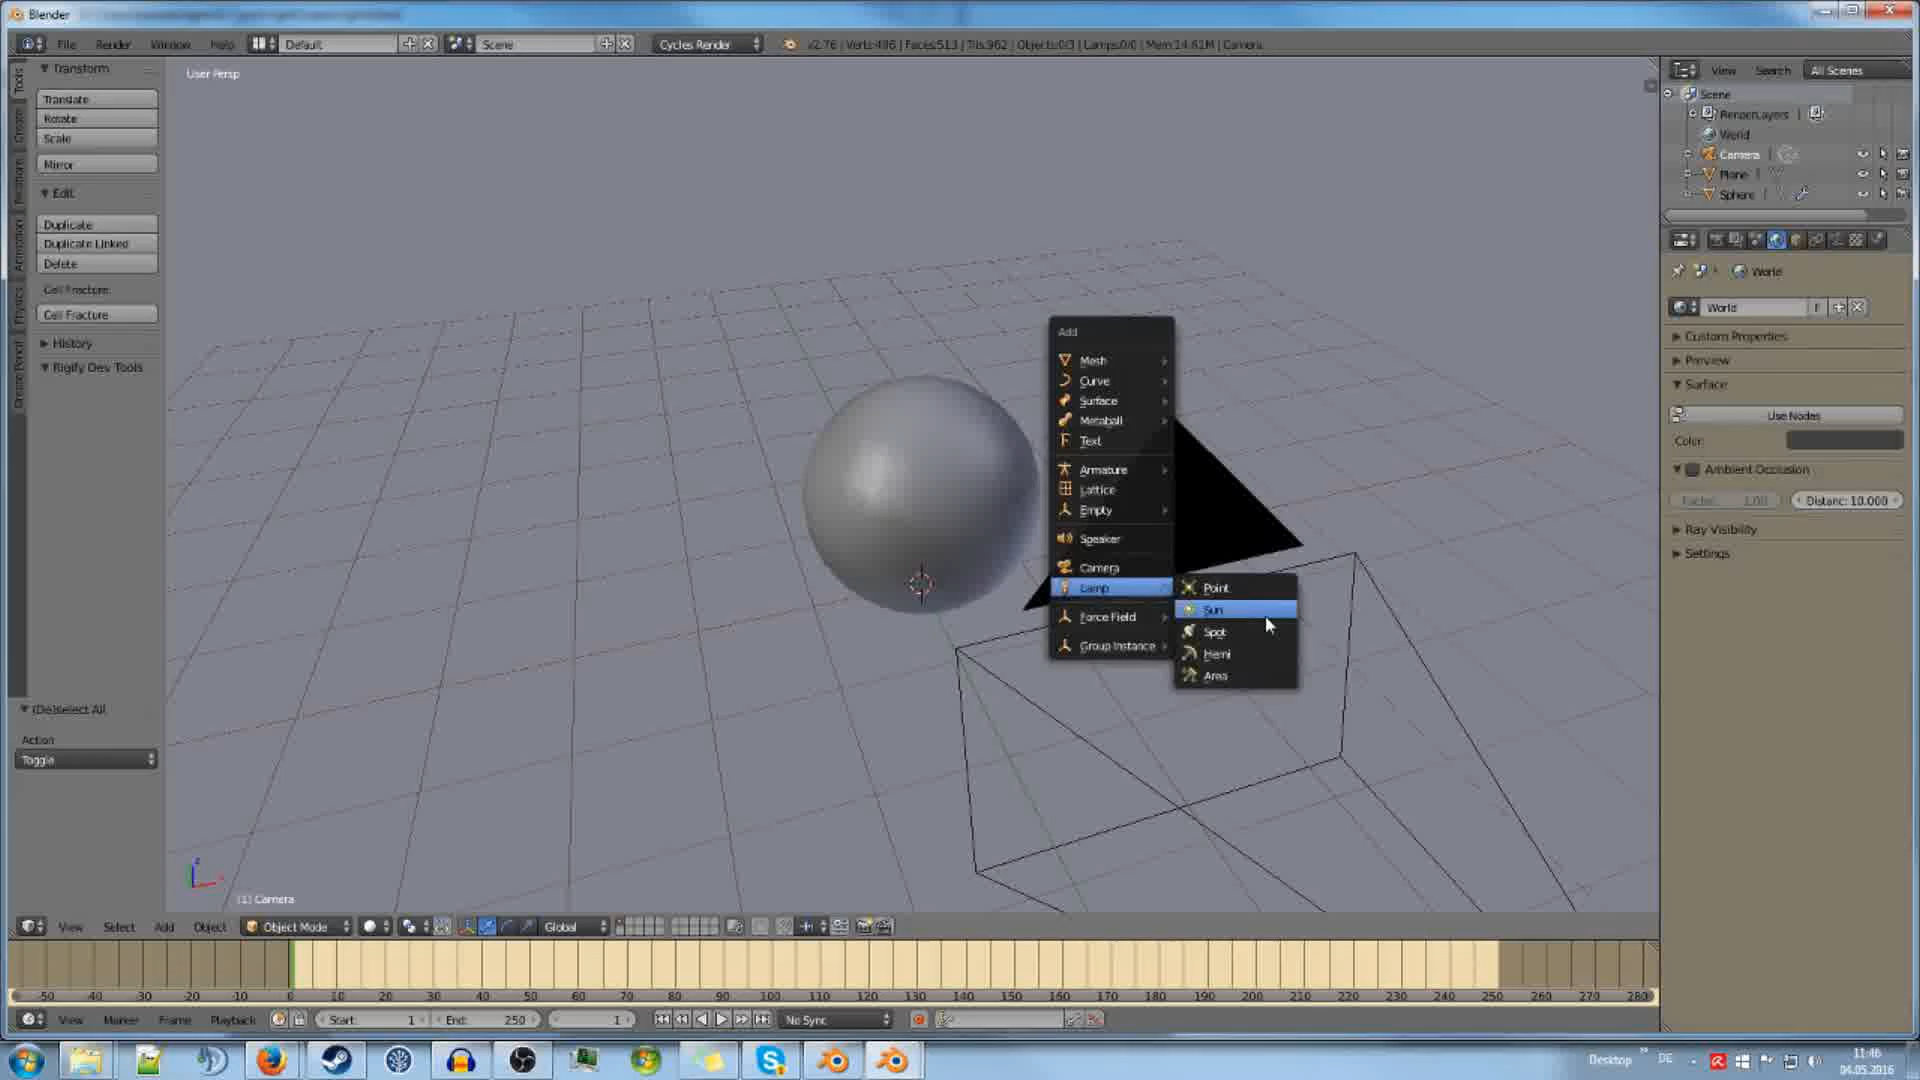 Blender
File Render Window Help Default Scene Cycles Render v2.76 | Verts:486 | Faces:513 | Tris:962 | Objects:0/3 | Lamps:0/0 | Mem:14.61M | Camera
Tools
Create
Relations
Animation
Physics
Grease Pencil
Transform
Translate
Rotate
Scale
Mirror
Edit
Duplicate
Duplicate Linked
Delete
Cell Fracture:
Cell Fracture
History
Rigify Dev Tools
(De)select All
Action
Toggle
User Persp
Add
Mesh
Curve
Surface
Metaball
Text
Armature
Lattice
Empty
Speaker
Camera
Lamp
Force Field
Group Instance
Point
Sun
Spot
Hemi
Area
z
(1) Camera
View Search All Scenes
Scene
RenderLayers |
World
Camera |
Plane |
Sphere |
World
World F
Custom Properties
Preview
Surface
Use Nodes
Color:
Ambient Occlusion
Factor: 1.00 Distanc: 10.000
Ray Visibility
Settings
View Select Add Object Object Mode Global
-50 -40 -30 -20 -10 0 10 20 30 40 50 60 70 80 90 100 110 120 130 140 150 160 170 180 190 200 210 220 230 240 250 260 270 280
View Marker Frame Playback Start: 1 End: 250 1 No Sync
Desktop DE 11:46
04.05.2016